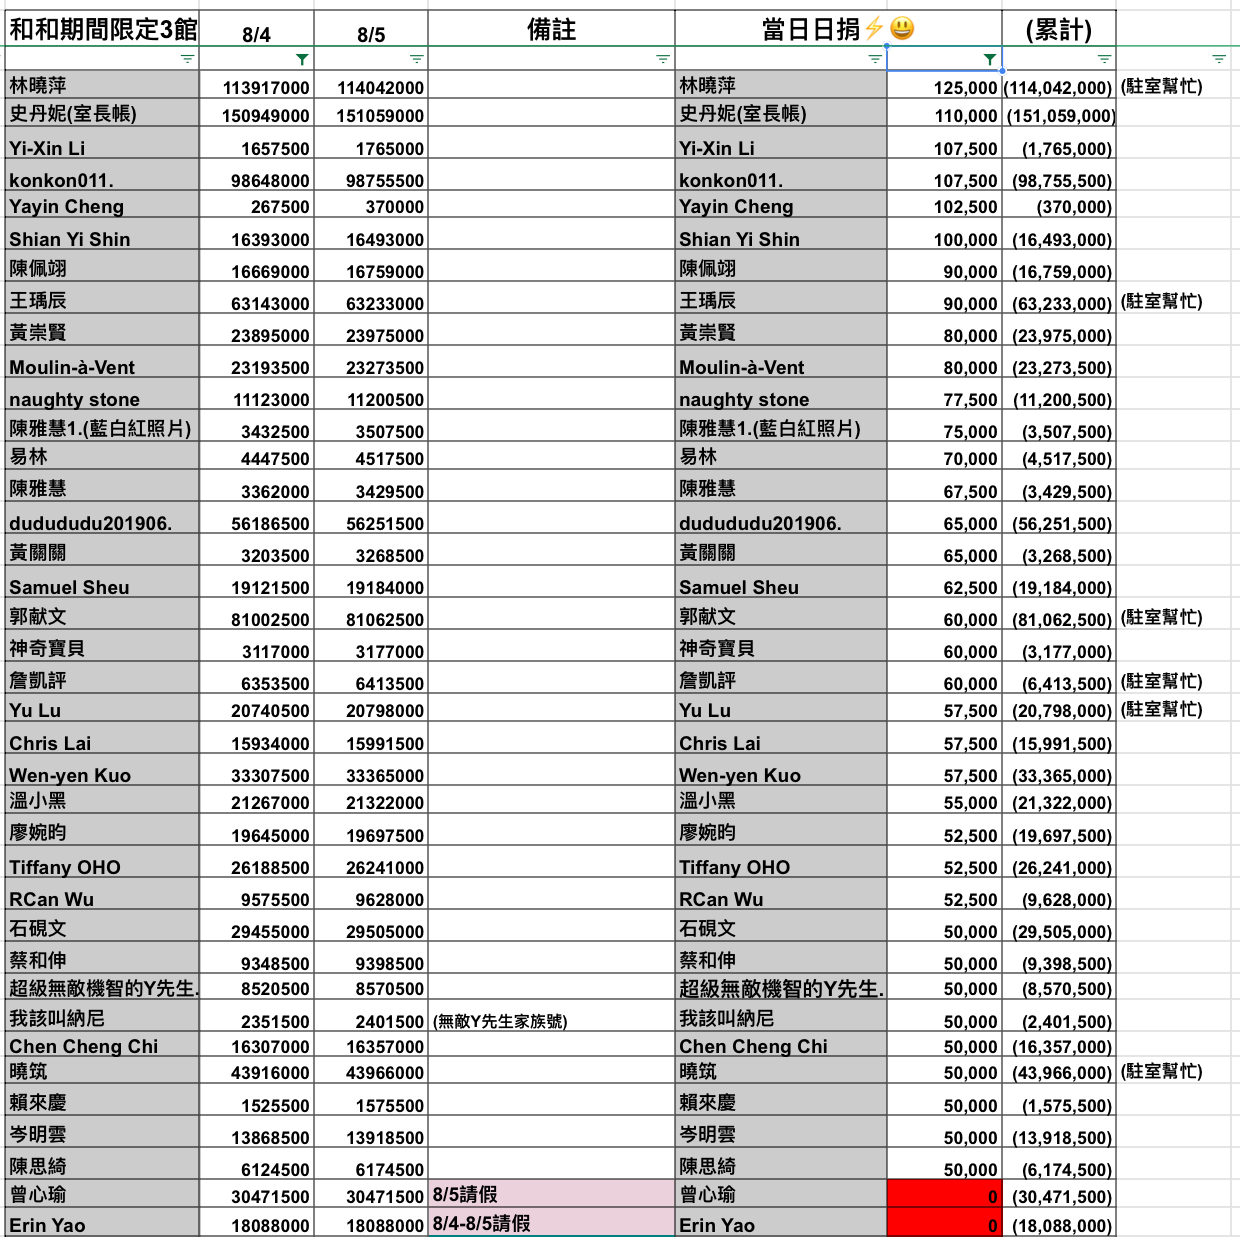 和和期間限定3館 8/4 8/5 備註 當日日捐⚡😃 (累計)
林曉萍 113917000 114042000 林曉萍 125,000 (114,042,000) (駐室幫忙)
史丹妮(室長帳) 150949000 151059000 史丹妮(室長帳) 110,000 (151,059,000)
Yi-Xin Li 1657500 1765000 Yi-Xin Li 107,500 (1,765,000)
konkon011. 98648000 98755500 konkon011. 107,500 (98,755,500)
Yayin Cheng 267500 370000 Yayin Cheng 102,500 (370,000)
Shian Yi Shin 16393000 16493000 Shian Yi Shin 100,000 (16,493,000)
陳佩翊 16669000 16759000 陳佩翊 90,000 (16,759,000)
王瑀辰 63143000 63233000 王瑀辰 90,000 (63,233,000) (駐室幫忙)
黃崇賢 23895000 23975000 黃崇賢 80,000 (23,975,000)
Moulin-à-Vent 23193500 23273500 Moulin-à-Vent 80,000 (23,273,500)
naughty stone 11123000 11200500 naughty stone 77,500 (11,200,500)
陳雅慧1.(藍白紅照片) 3432500 3507500 陳雅慧1.(藍白紅照片) 75,000 (3,507,500)
易林 4447500 4517500 易林 70,000 (4,517,500)
陳雅慧 3362000 3429500 陳雅慧 67,500 (3,429,500)
dudududu201906. 56186500 56251500 dudududu201906. 65,000 (56,251,500)
黃關關 3203500 3268500 黃關關 65,000 (3,268,500)
Samuel Sheu 19121500 19184000 Samuel Sheu 62,500 (19,184,000)
郭献文 81002500 81062500 郭献文 60,000 (81,062,500) (駐室幫忙)
神奇寶貝 3117000 3177000 神奇寶貝 60,000 (3,177,000)
詹凱評 6353500 6413500 詹凱評 60,000 (6,413,500) (駐室幫忙)
Yu Lu 20740500 20798000 Yu Lu 57,500 (20,798,000) (駐室幫忙)
Chris Lai 15934000 15991500 Chris Lai 57,500 (15,991,500)
Wen-yen Kuo 33307500 33365000 Wen-yen Kuo 57,500 (33,365,000)
溫小黑 21267000 21322000 溫小黑 55,000 (21,322,000)
廖婉昀 19645000 19697500 廖婉昀 52,500 (19,697,500)
Tiffany OHO 26188500 26241000 Tiffany OHO 52,500 (26,241,000)
RCan Wu 9575500 9628000 RCan Wu 52,500 (9,628,000)
石硯文 29455000 29505000 石硯文 50,000 (29,505,000)
蔡和伸 9348500 9398500 蔡和伸 50,000 (9,398,500)
超級無敵機智的Y先生. 8520500 8570500 超級無敵機智的Y先生. 50,000 (8,570,500)
我該叫納尼 2351500 2401500 (無敵Y先生家族號) 我該叫納尼 50,000 (2,401,500)
Chen Cheng Chi 16307000 16357000 Chen Cheng Chi 50,000 (16,357,000)
曉筑 43916000 43966000 曉筑 50,000 (43,966,000) (駐室幫忙)
賴來慶 1525500 1575500 賴來慶 50,000 (1,575,500)
岑明雲 13868500 13918500 岑明雲 50,000 (13,918,500)
陳思綺 6124500 6174500 陳思綺 50,000 (6,174,500)
曾心瑜 30471500 30471500 8/5請假 曾心瑜 0 (30,471,500)
Erin Yao 18088000 18088000 8/4-8/5請假 Erin Yao 0 (18,088,000)